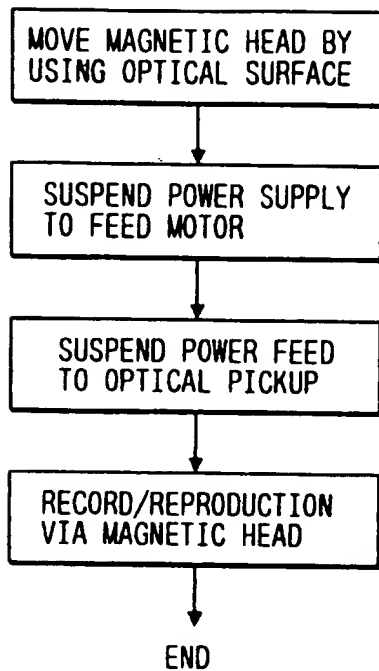 MOVE MAGNETIC HEAD BY
USING OPTICAL SURFACE
SUSPEND POWER SUPPLY
TO FEED MOTOR
SUSPEND POWER FEED
TO OPTICAL PICKUP
RECORD/REPRODUCTION
VIA MAGNETIC HEAD
END